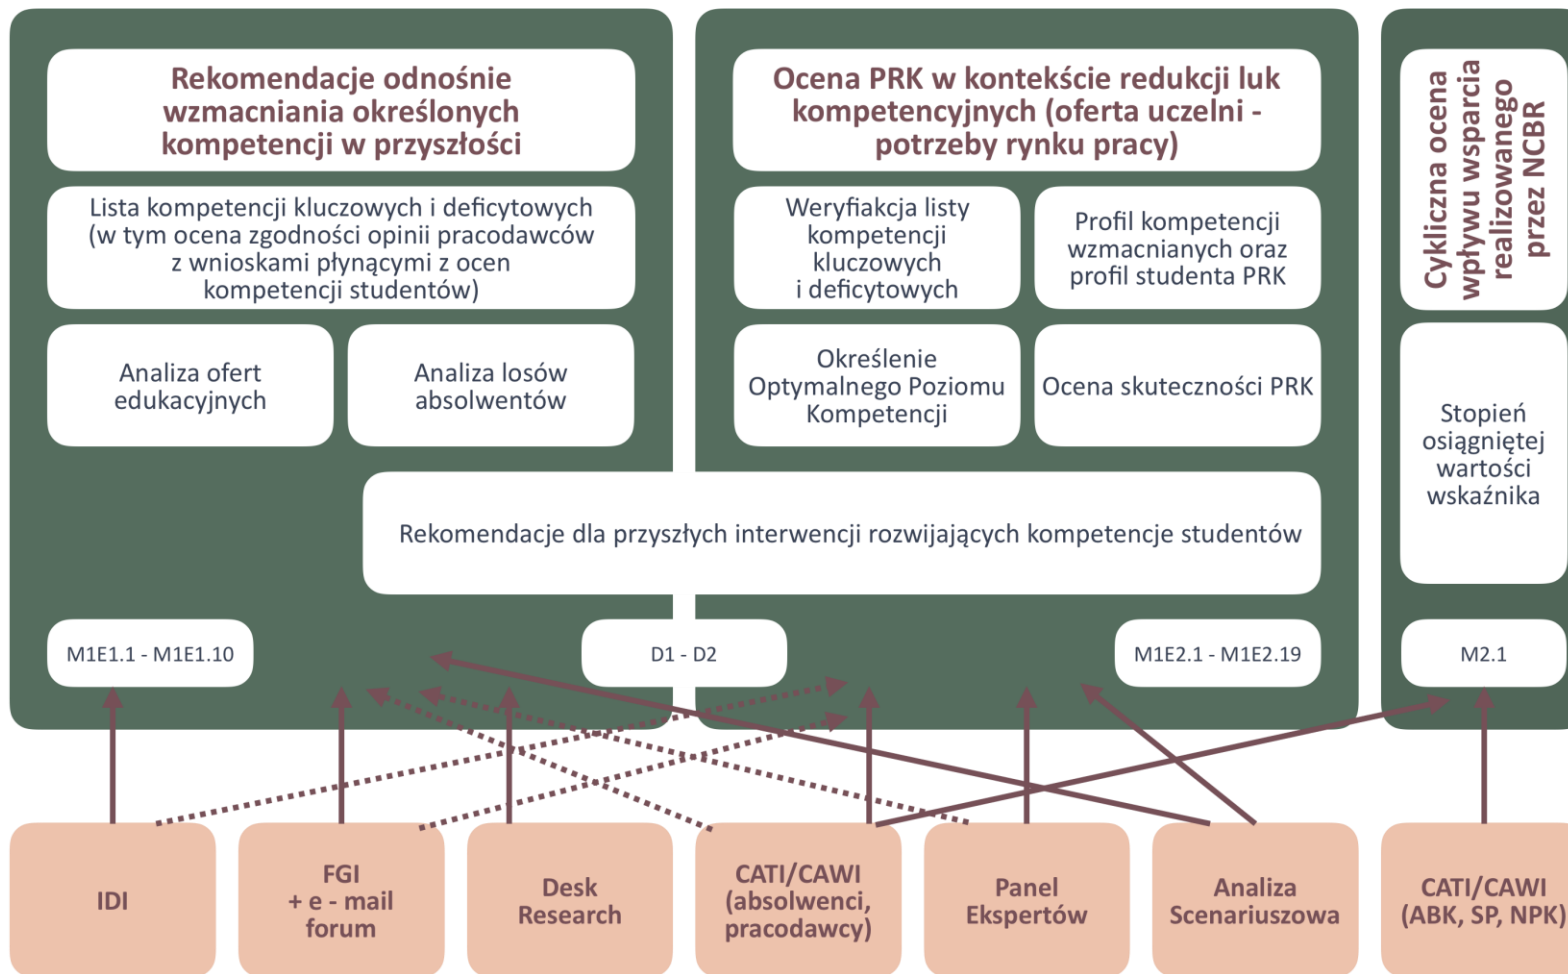 Rekomendacje odnośnie
wzmacniania określonych
kompetencji w przyszłości
Lista kompetencji kluczowych i deficytowych
(w tym ocena zgodności opinii pracodawców
z wnioskami płynącymi z ocen
kompetencji studentów)
Analiza ofert
edukacyjnych
Analiza losów
absolwentów
Ocena PRK w kontekście redukcji luk
kompetencyjnych (oferta uczelni -
potrzeby rynku pracy)
Weryfiakcja listy
kompetencji
kluczowych
i deficytowych
Profil kompetencji
wzmacnianych oraz
profil studenta PRK
Określenie
Optymalnego Poziomu
Kompetencji
Ocena skuteczności PRK
Rekomendacje dla przyszłych interwencji rozwijających kompetencje studentów
Cykliczna ocena
wpływu wsparcia
realizowanego
przez NCBR
Stopień
osiągniętej
wartości
wskaźnika
M1E1.1 - M1E1.10
D1 - D2
M1E2.1 - M1E2.19
M2.1
IDI
FGI
+ e - mail
forum
Desk
Research
CATI/CAWI
(absolwenci,
pracodawcy)
Panel
Ekspertów
Analiza
Scenariuszowa
CATI/CAWI
(ABK, SP, NPK)